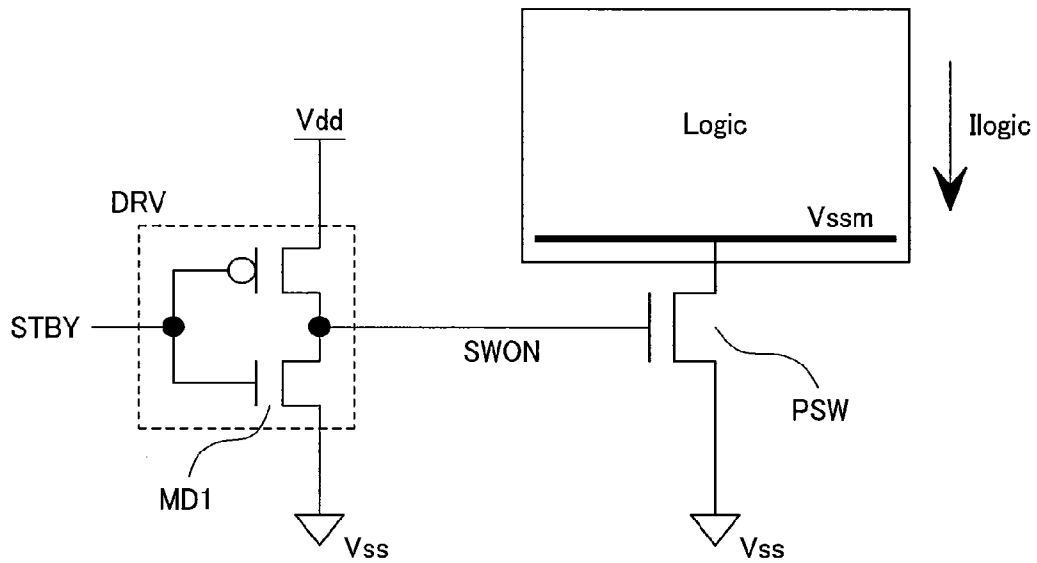 Vdd
DRV
STBY
MD1
Vss
SWON
Logic
Vssm
Ilogic
PSW
Vss